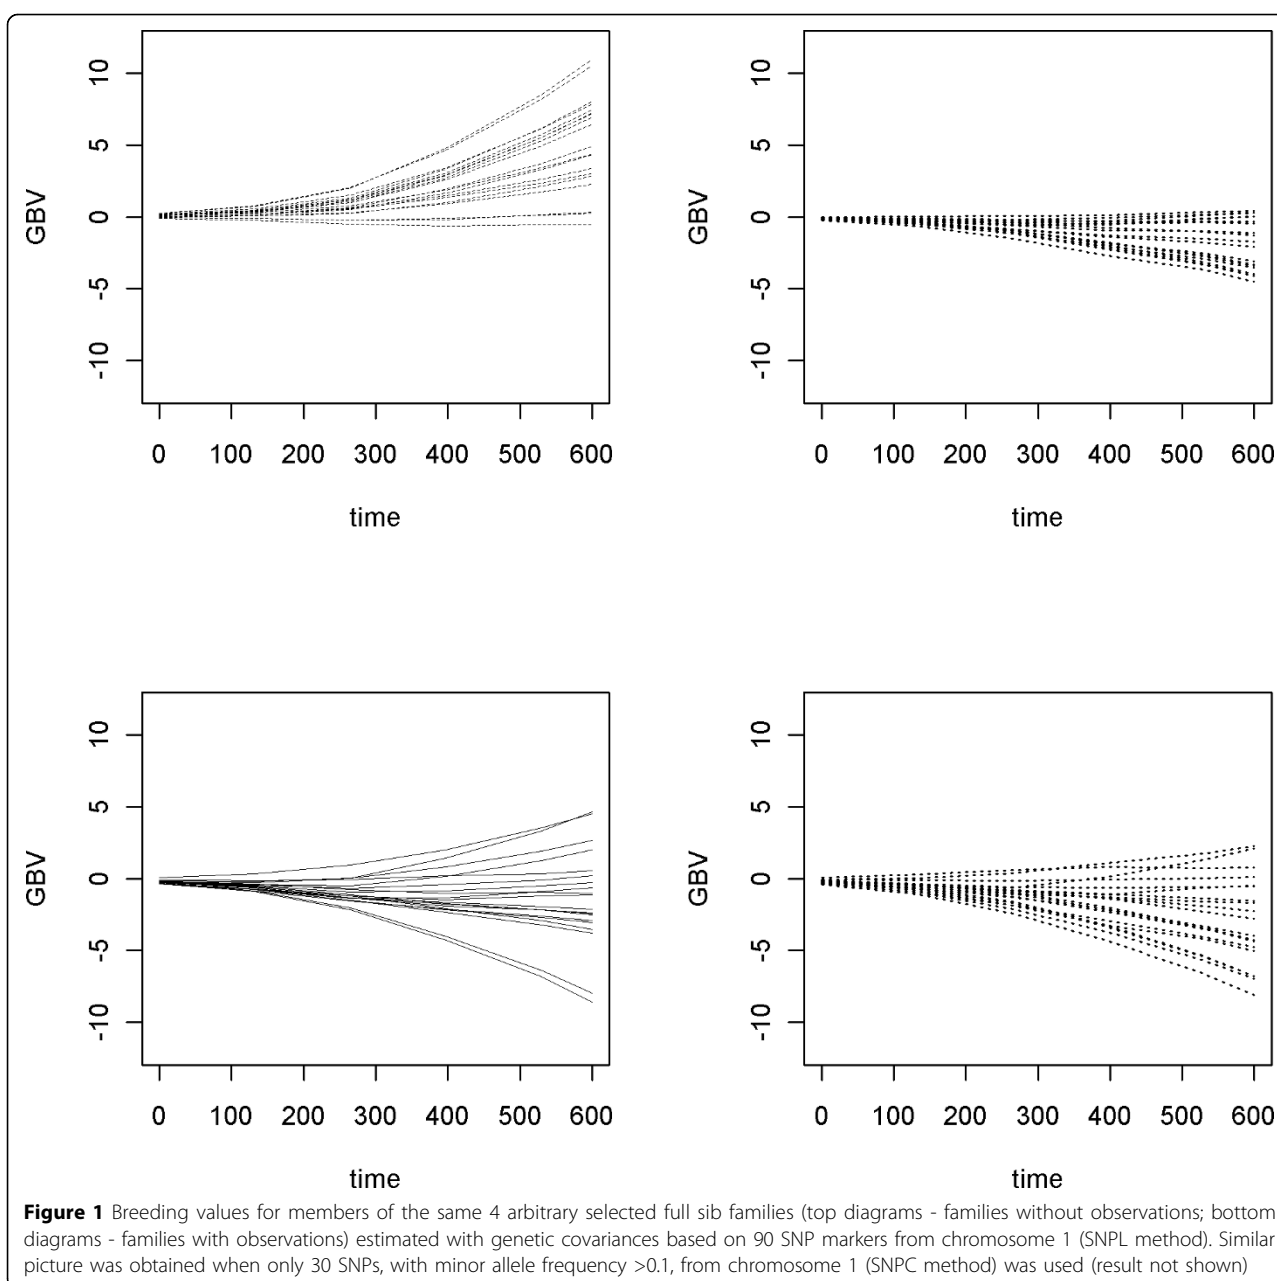 10
5
0
-5
-10
GBV
0 100 200 300 400 500 600
time
10
5
0
-5
-10
GBV
0 100 200 300 400 500 600
time
10
5
0
-5
-10
GBV
0 100 200 300 400 500 600
time
10
5
0
-5
-10
GBV
0 100 200 300 400 500 600
time
Figure 1 Breeding values for members of the same 4 arbitrary selected full sib families (top diagrams - families without observations; bottom
diagrams - families with observations) estimated with genetic covariances based on 90 SNP markers from chromosome 1 (SNPL method). Similar
picture was obtained when only 30 SNPs, with minor allele frequency >0.1, from chromosome 1 (SNPC method) was used (result not shown)